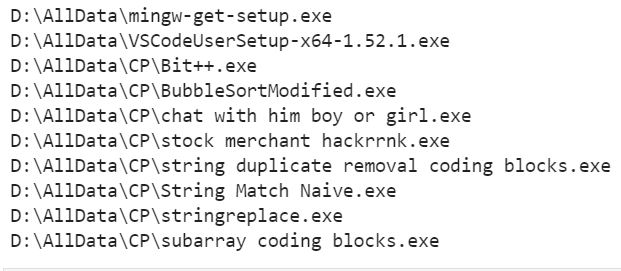 D:\AllData\mingw-get-setup.exe
D:\AllData\VSCodeUserSetup-x64-1.52.1.exe
D:\AllData\CP\Bit++.exe
D:\AllData\CP\BubbleSortModified.exe
D:\AllData\CP\chat with him boy or girl.exe
D:\AllData\CP\stock merchant hackrrnk.exe
D:\AllData\CP\string duplicate removal coding blocks.exe
D:\AllData\CP\String Match Naive.exe
D:\AllData\CP\stringreplace.exe
D:\AllData\CP\subarray coding blocks.exe